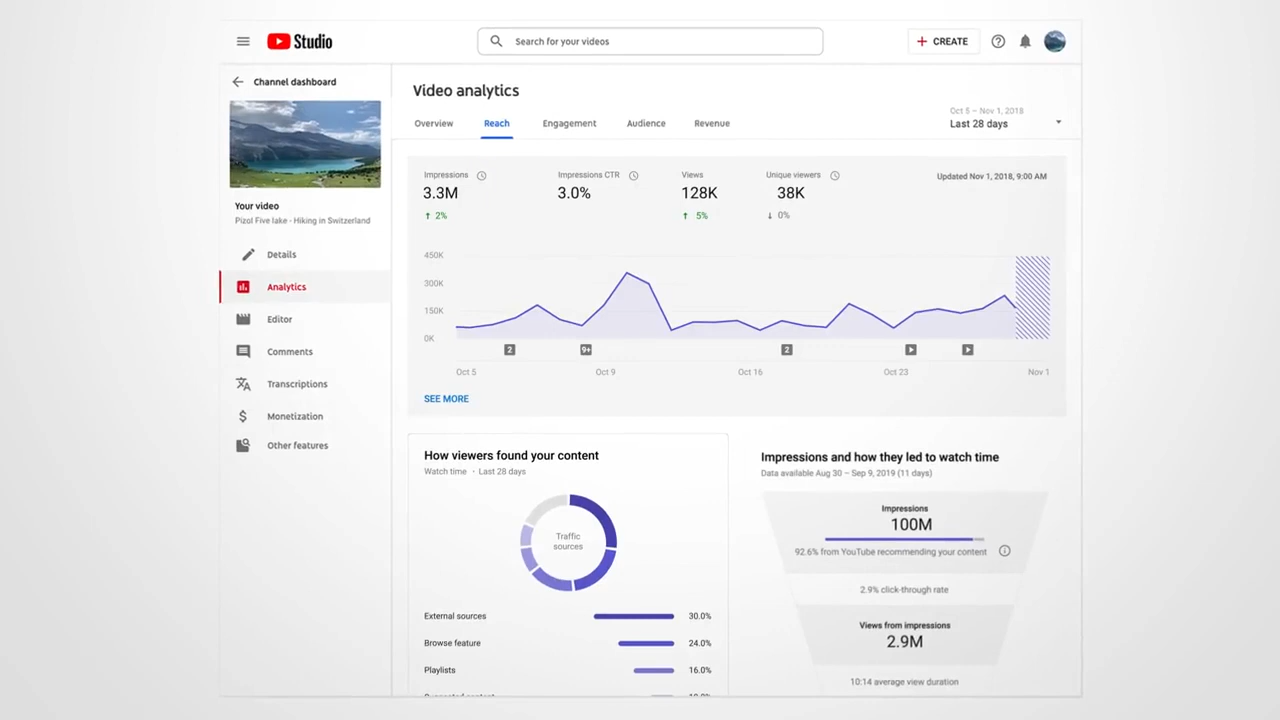 Studio
Search for your videos
CREATE
Channel dashboard
Your video
Pizol Five lake - Hiking in Switzerland
Details
Analytics
Editor
Comments
Transcriptions
Monetization
Other features
Video analytics
Oct 5 – Nov 1, 2018
Last 28 days
Overview Reach Engagement Audience Revenue
Impressions Impressions CTR Views Unique viewers
Updated Nov 1, 2018, 9:00 AM
3.3M 3.0% 128K 38K
↑ 2% ↑ 5% ↓ 0%
450K
300K
150K
0K
2 9+ 2
Oct 5 Oct 9 Oct 16 Oct 23 Nov 1
SEE MORE
How viewers found your content
Watch time · Last 28 days
Traffic
sources
External sources 30.0%
Browse feature 24.0%
Playlists 16.0%
Impressions and how they led to watch time
Data available Aug 30 – Sep 9, 2019 (11 days)
Impressions
100M
92.6% from YouTube recommending your content
2.9% click-through rate
Views from impressions
2.9M
10:14 average view duration